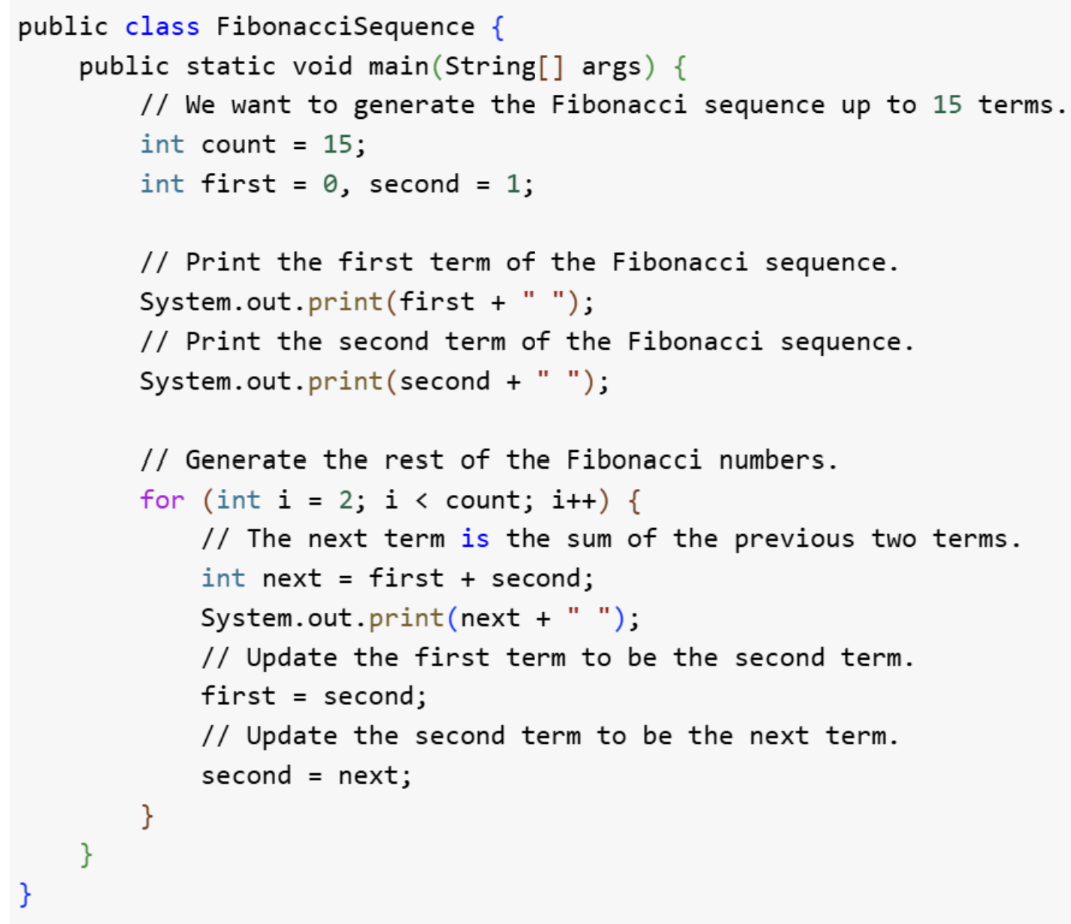 public class FibonacciSequence {
    public static void main(String[] args) {
        // We want to generate the Fibonacci sequence up to 15 terms.
        int count = 15;
        int first = 0, second = 1;

        // Print the first term of the Fibonacci sequence.
        System.out.print(first + " ");
        // Print the second term of the Fibonacci sequence.
        System.out.print(second + " ");

        // Generate the rest of the Fibonacci numbers.
        for (int i = 2; i < count; i++) {
            // The next term is the sum of the previous two terms.
            int next = first + second;
            System.out.print(next + " ");
            // Update the first term to be the second term.
            first = second;
            // Update the second term to be the next term.
            second = next;
        }
    }
}